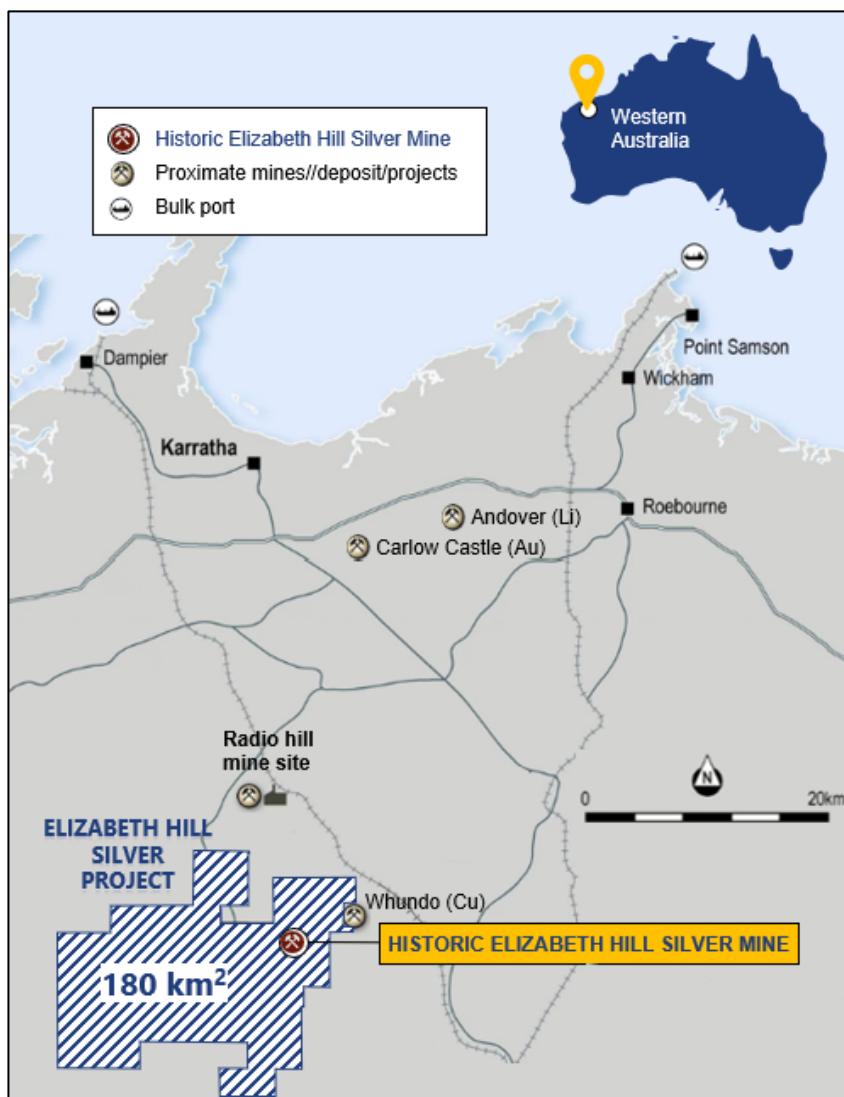 Western
Australia
Historic Elizabeth Hill Silver Mine
Proximate mines//deposit/projects
Bulk port
Dampier
Point Samson
Wickham
Karratha
Roebourne
Andover (Li)
Carlow Castle (Au)
Radio hill
mine site
N
0
20km
ELIZABETH HILL
SILVER
PROJECT
Whundo (Cu)
HISTORIC ELIZABETH HILL SILVER MINE
180 km²